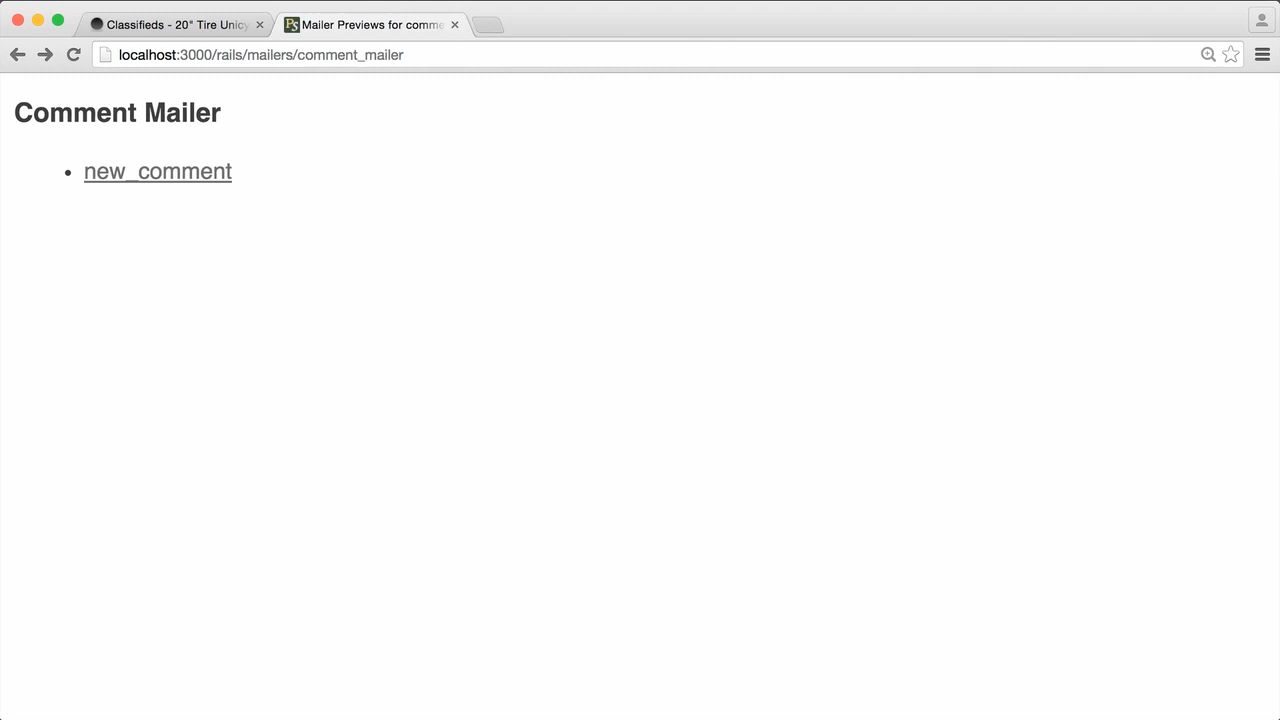 Classifieds - 20" Tire Unicy
Mailer Previews for comme
localhost:3000/rails/mailers/comment_mailer
Comment Mailer
• new_comment